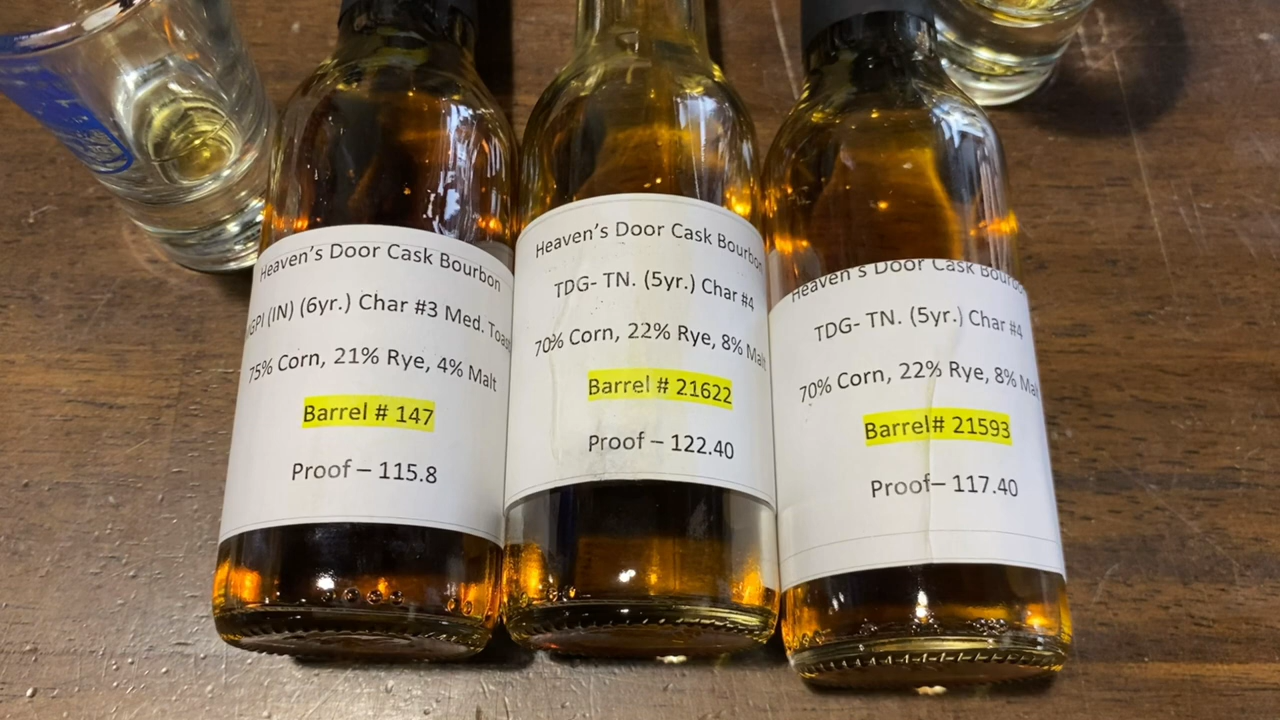 Heaven's Door Cask Bourbon
(IN) (6yr.) Char #3 Med.
75% Corn, 21% Rye, 4% Malt
Barrel # 147
Proof – 115.8
Heaven's Door Cask Bourbon
TDG- TN. (5yr.) Char #4
70% Corn, 22% Rye, 8% Malt
Barrel # 21622
Proof – 122.40
Heaven's Door Cask Bourbon
TDG- TN. (5yr.) Char #4
70% Corn, 22% Rye, 8%
Barrel# 21593
Proof– 117.40